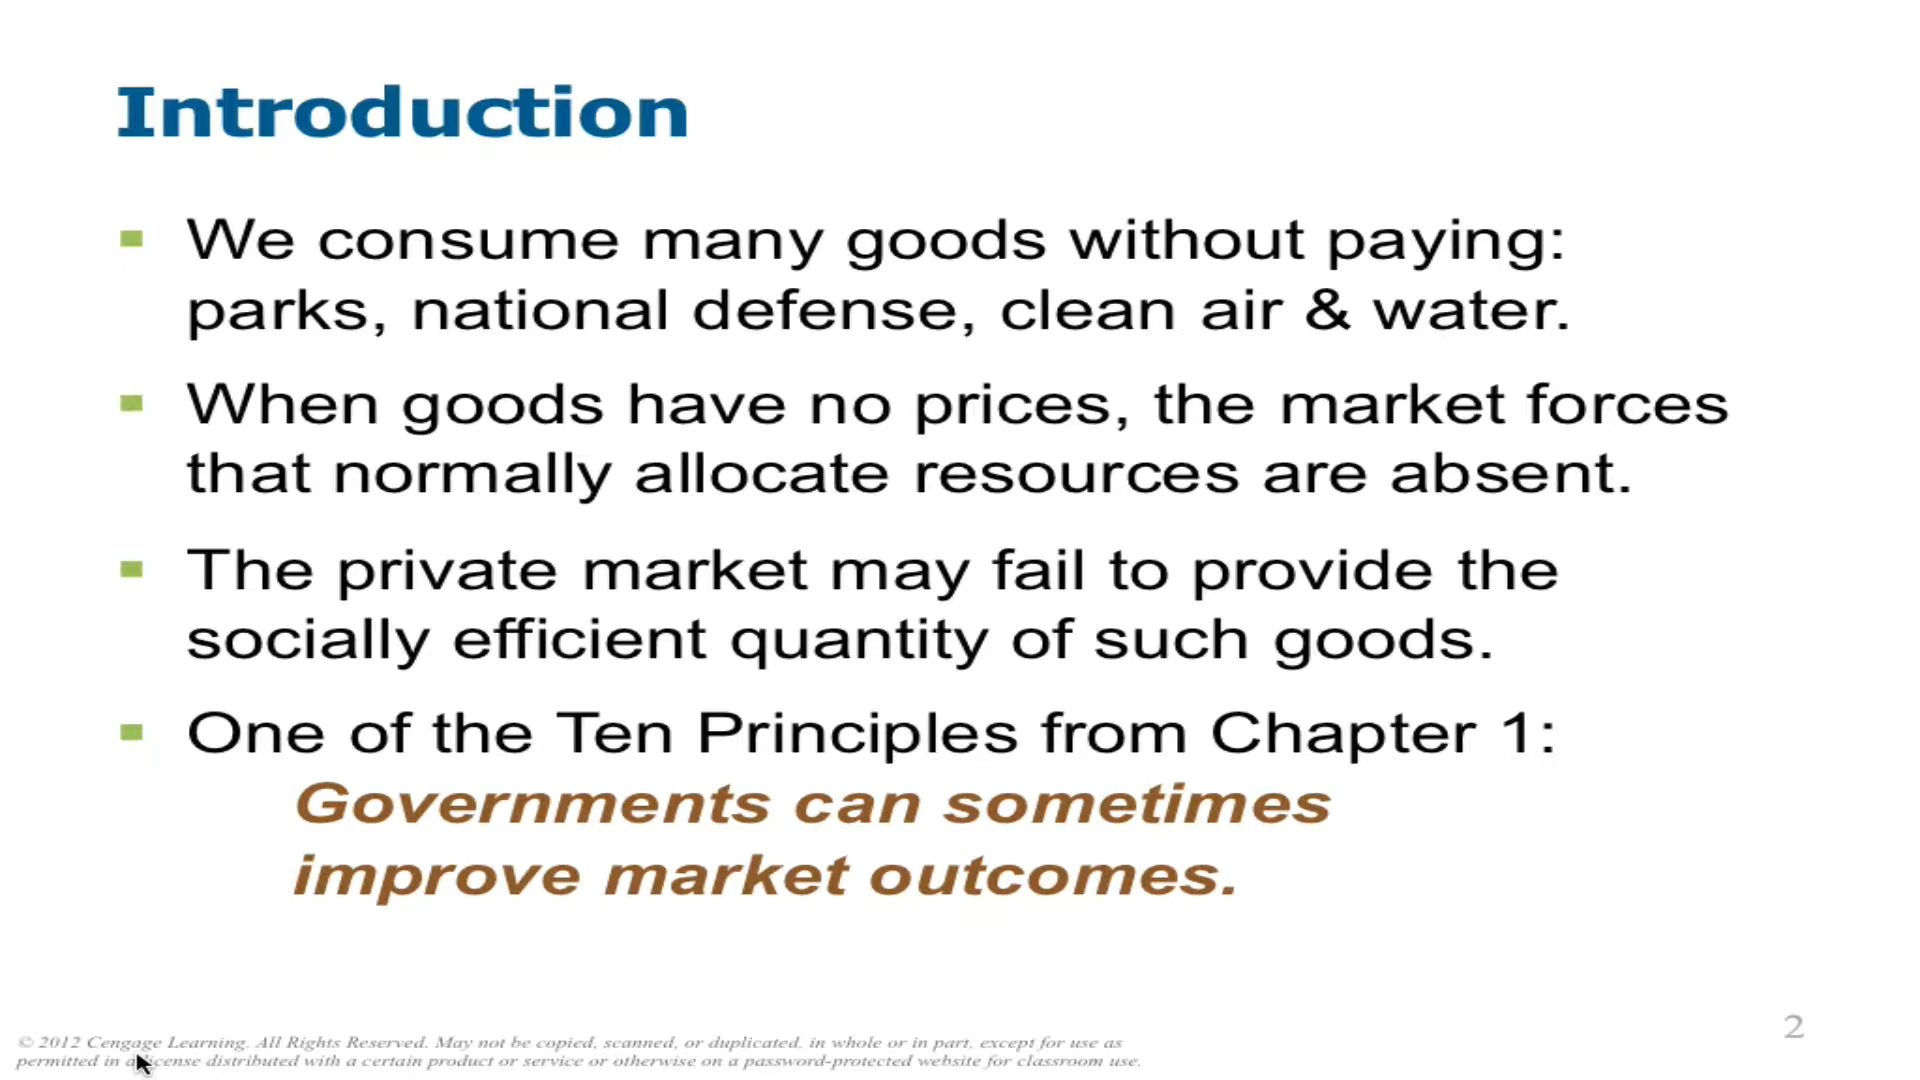 Introduction
We consume many goods without paying:
parks, national defense, clean air & water.
When goods have no prices, the market forces
that normally allocate resources are absent.
The private market may fail to provide the
socially efficient quantity of such goods.
One of the Ten Principles from Chapter 1:
Governments can sometimes
improve market outcomes.
© 2012 Cengage Learning. All Rights Reserved. May not be copied, scanned, or duplicated, in whole or in part, except for use as
permitted in a license distributed with a certain product or service or otherwise on a password-protected website for classroom use.
2